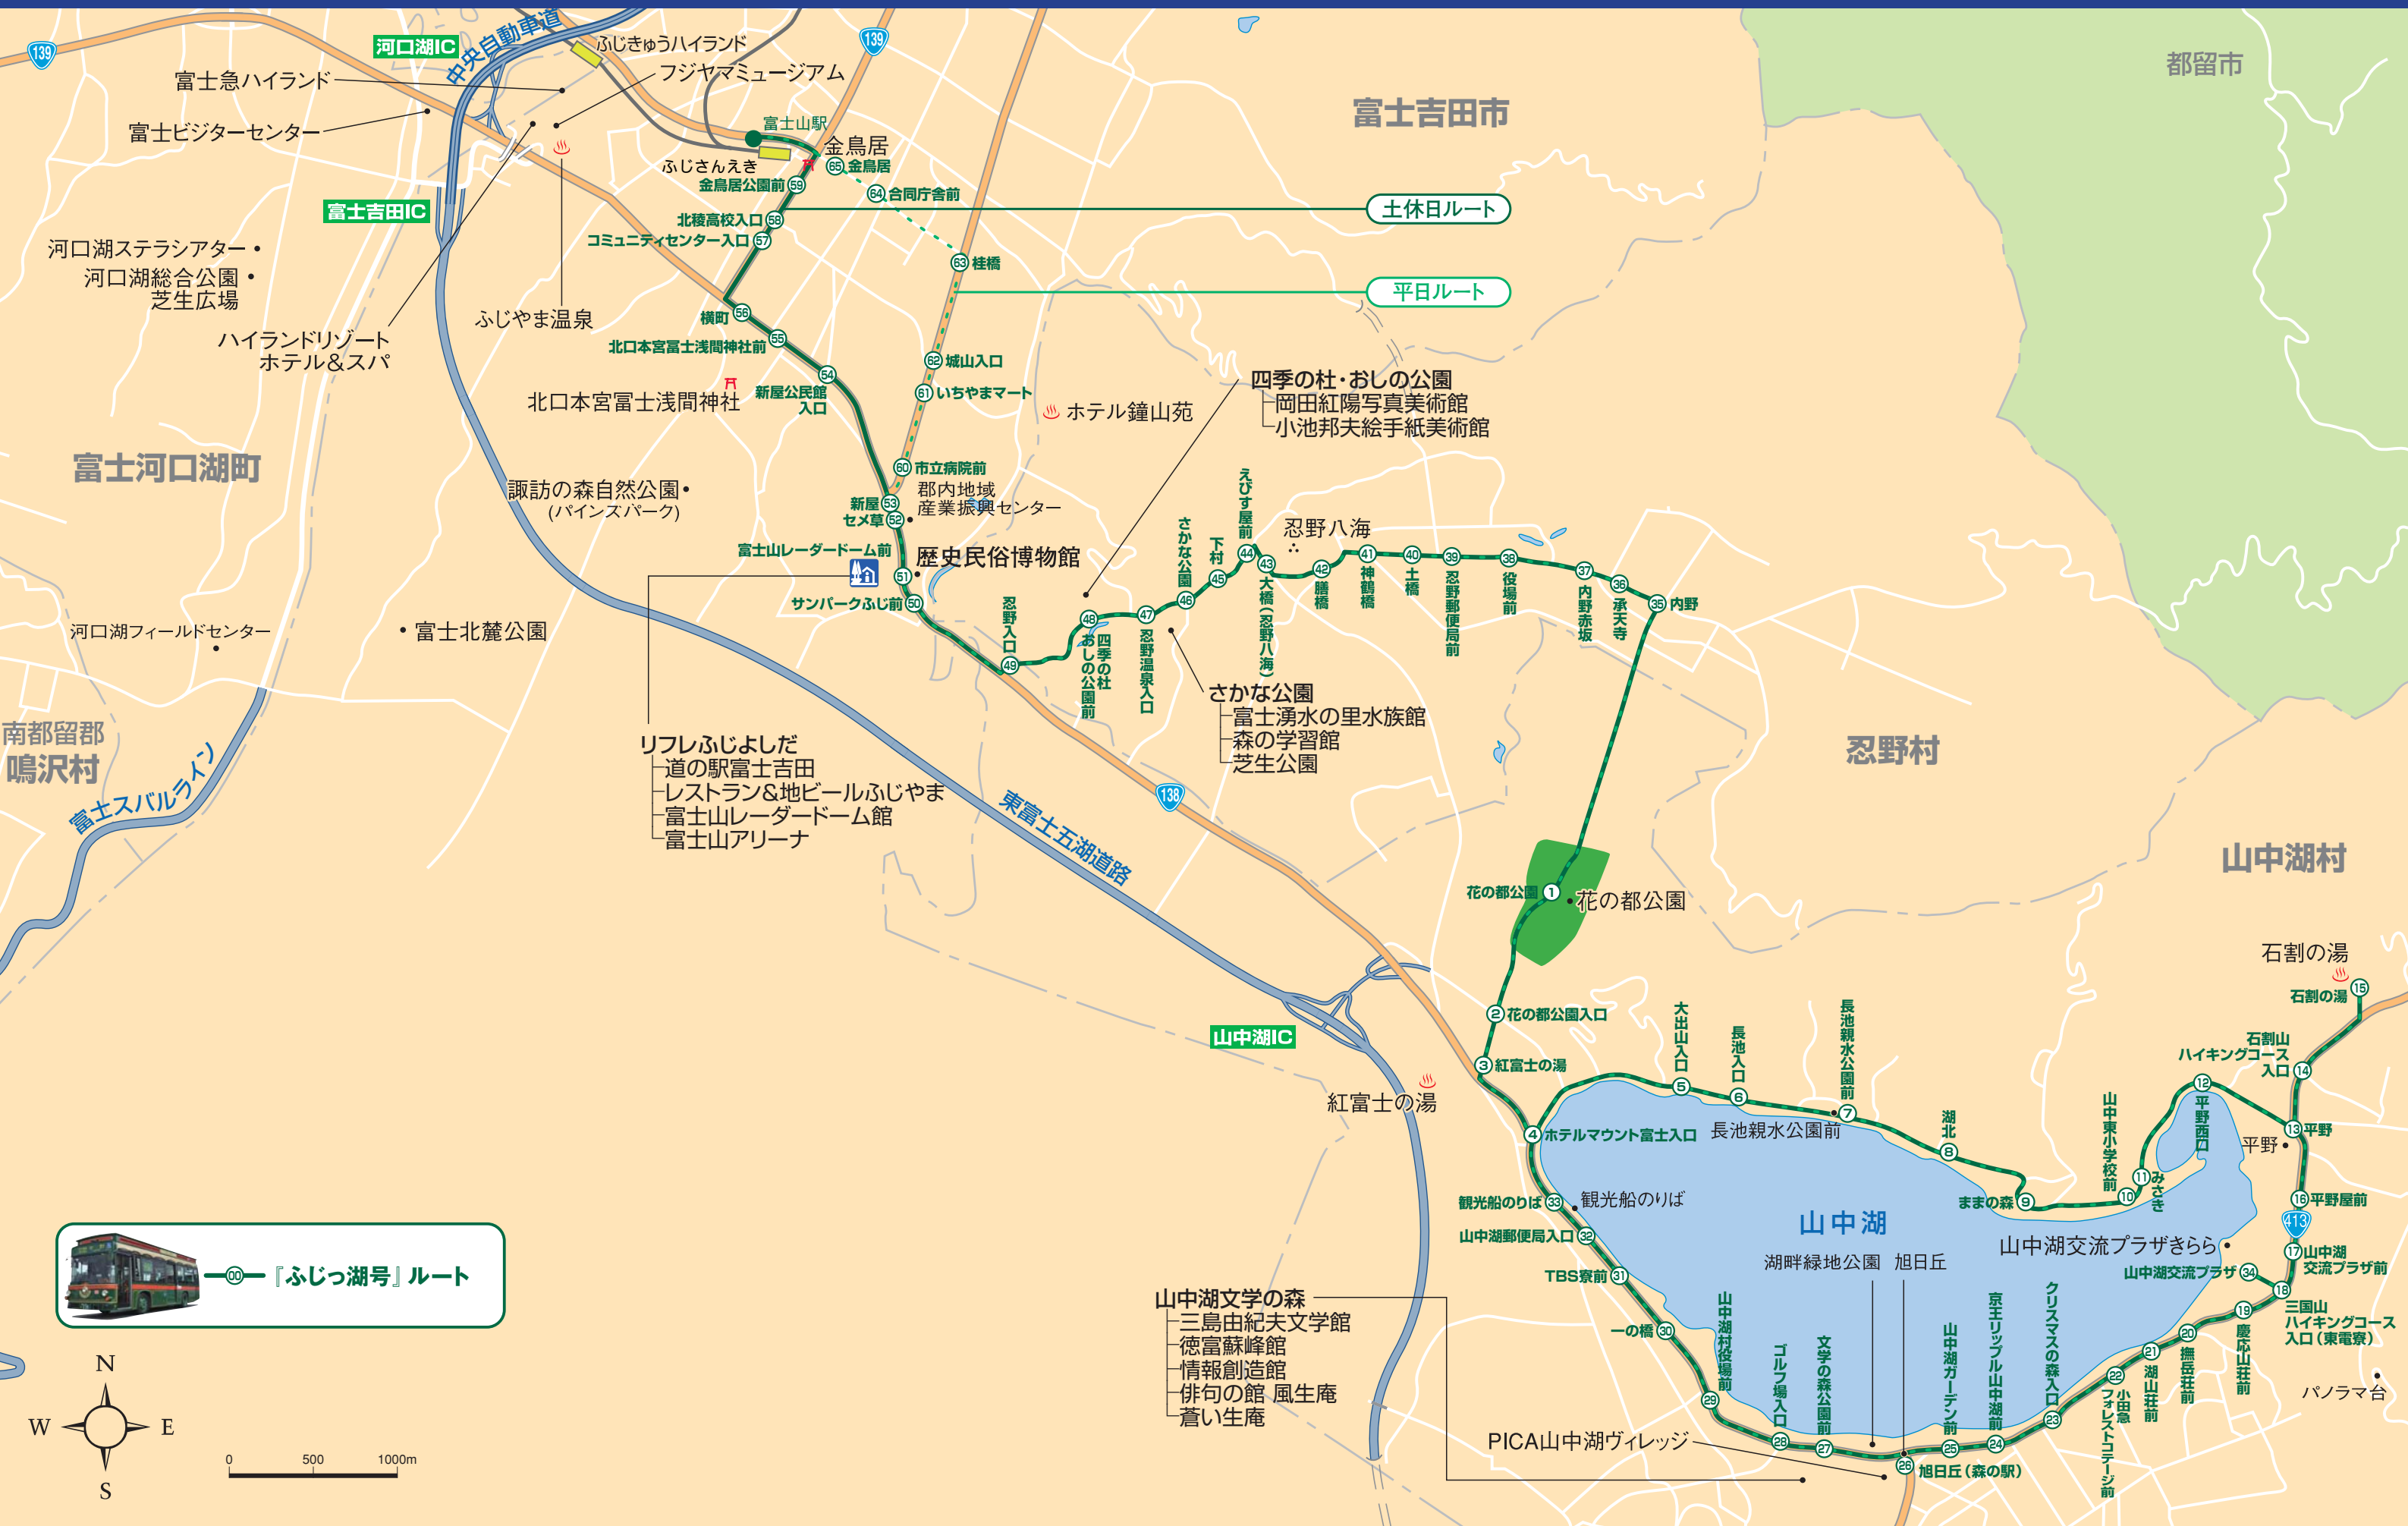 139
河口湖IC
中央自動車道
ふじきゅうハイランド
139
富士急ハイランド
フジヤマミュージアム
富士ビジターセンター
富士吉田市
都留市
富士山駅
ふじさんえき
金鳥居
65 金鳥居
64 合同庁舎前
金鳥居公園前 59
北稜高校入口 58
コミュニティセンター入口 57
土休日ルート
平日ルート
63 桂橋
富士吉田IC
河口湖ステラシアター
河口湖総合公園
芝生広場
ハイランドリゾート
ホテル&スパ
ふじやま温泉
横町 56
北口本宮冨士浅間神社前 55
54
新屋公民館
入口
北口本宮冨士浅間神社
62 城山入口
61 いちやまマート
ホテル鐘山苑
四季の杜・おしの公園
岡田紅陽写真美術館
小池邦夫絵手紙美術館
富士河口湖町
諏訪の森自然公園
(パインズパーク)
60 市立病院前
郡内地域
産業振興センター
新屋 53
セメ草 52
富士山レーダードーム前
51
歴史民俗博物館
サンパークふじ前 50
忍野入口
49
48
四季の杜
おしの公園前
47
忍野温泉入口
さかな公園
46
下村
45
えびす屋前
44
43
大橋(忍野八海)
忍野八海
42
膳橋
41
神鶴橋
40
土橋
39
忍野郵便局前
38
役場前
37
内野赤坂
36
承天寺
35 内野
河口湖フィールドセンター
富士北麓公園
さかな公園
富士湧水の里水族館
森の学習館
芝生公園
南都留郡
鳴沢村
富士スバルライン
リフレふじよしだ
道の駅富士吉田
レストラン&地ビールふじやま
富士山レーダードーム館
富士山アリーナ
東富士五湖道路
138
忍野村
山中湖村
花の都公園 1
花の都公園
2 花の都公園入口
3 紅富士の湯
山中湖IC
紅富士の湯
4 ホテルマウント富士入口
大出山入口
5
長池入口
6
長池親水公園前
7
長池親水公園前
湖北
8
ままの森 9
山中東小学校前
10
11
みさき
12
平野西口
13 平野
平野
石割の湯
石割の湯 15
石割山
ハイキングコース
入口 14
16 平野屋前
413
17 山中湖
交流プラザ前
山中湖交流プラザきらら
山中湖交流プラザ 34
18
三国山
ハイキングコース
入口(東電寮)
19
慶応山荘前
20
撫岳荘前
21
湖山荘前
22
小田急
フォレストコテージ前
パノラマ台
山中湖
観光船のりば 33
観光船のりば
山中湖郵便局入口 32
TBS寮前 31
一の橋 30
山中湖村役場前
29
ゴルフ場入口
28
文学の森公園前
27
湖畔緑地公園
旭日丘
26 旭日丘(森の駅)
山中湖ガーデン前
25
京王リップル山中湖前
24
クリスマスの森入口
23
PICA山中湖ヴィレッジ
山中湖文学の森
三島由紀夫文学館
徳富蘇峰館
情報創造館
俳句の館 風生庵
蒼い生庵
00 『ふじっ湖号』ルート
N
W E
S
0 500 1000m